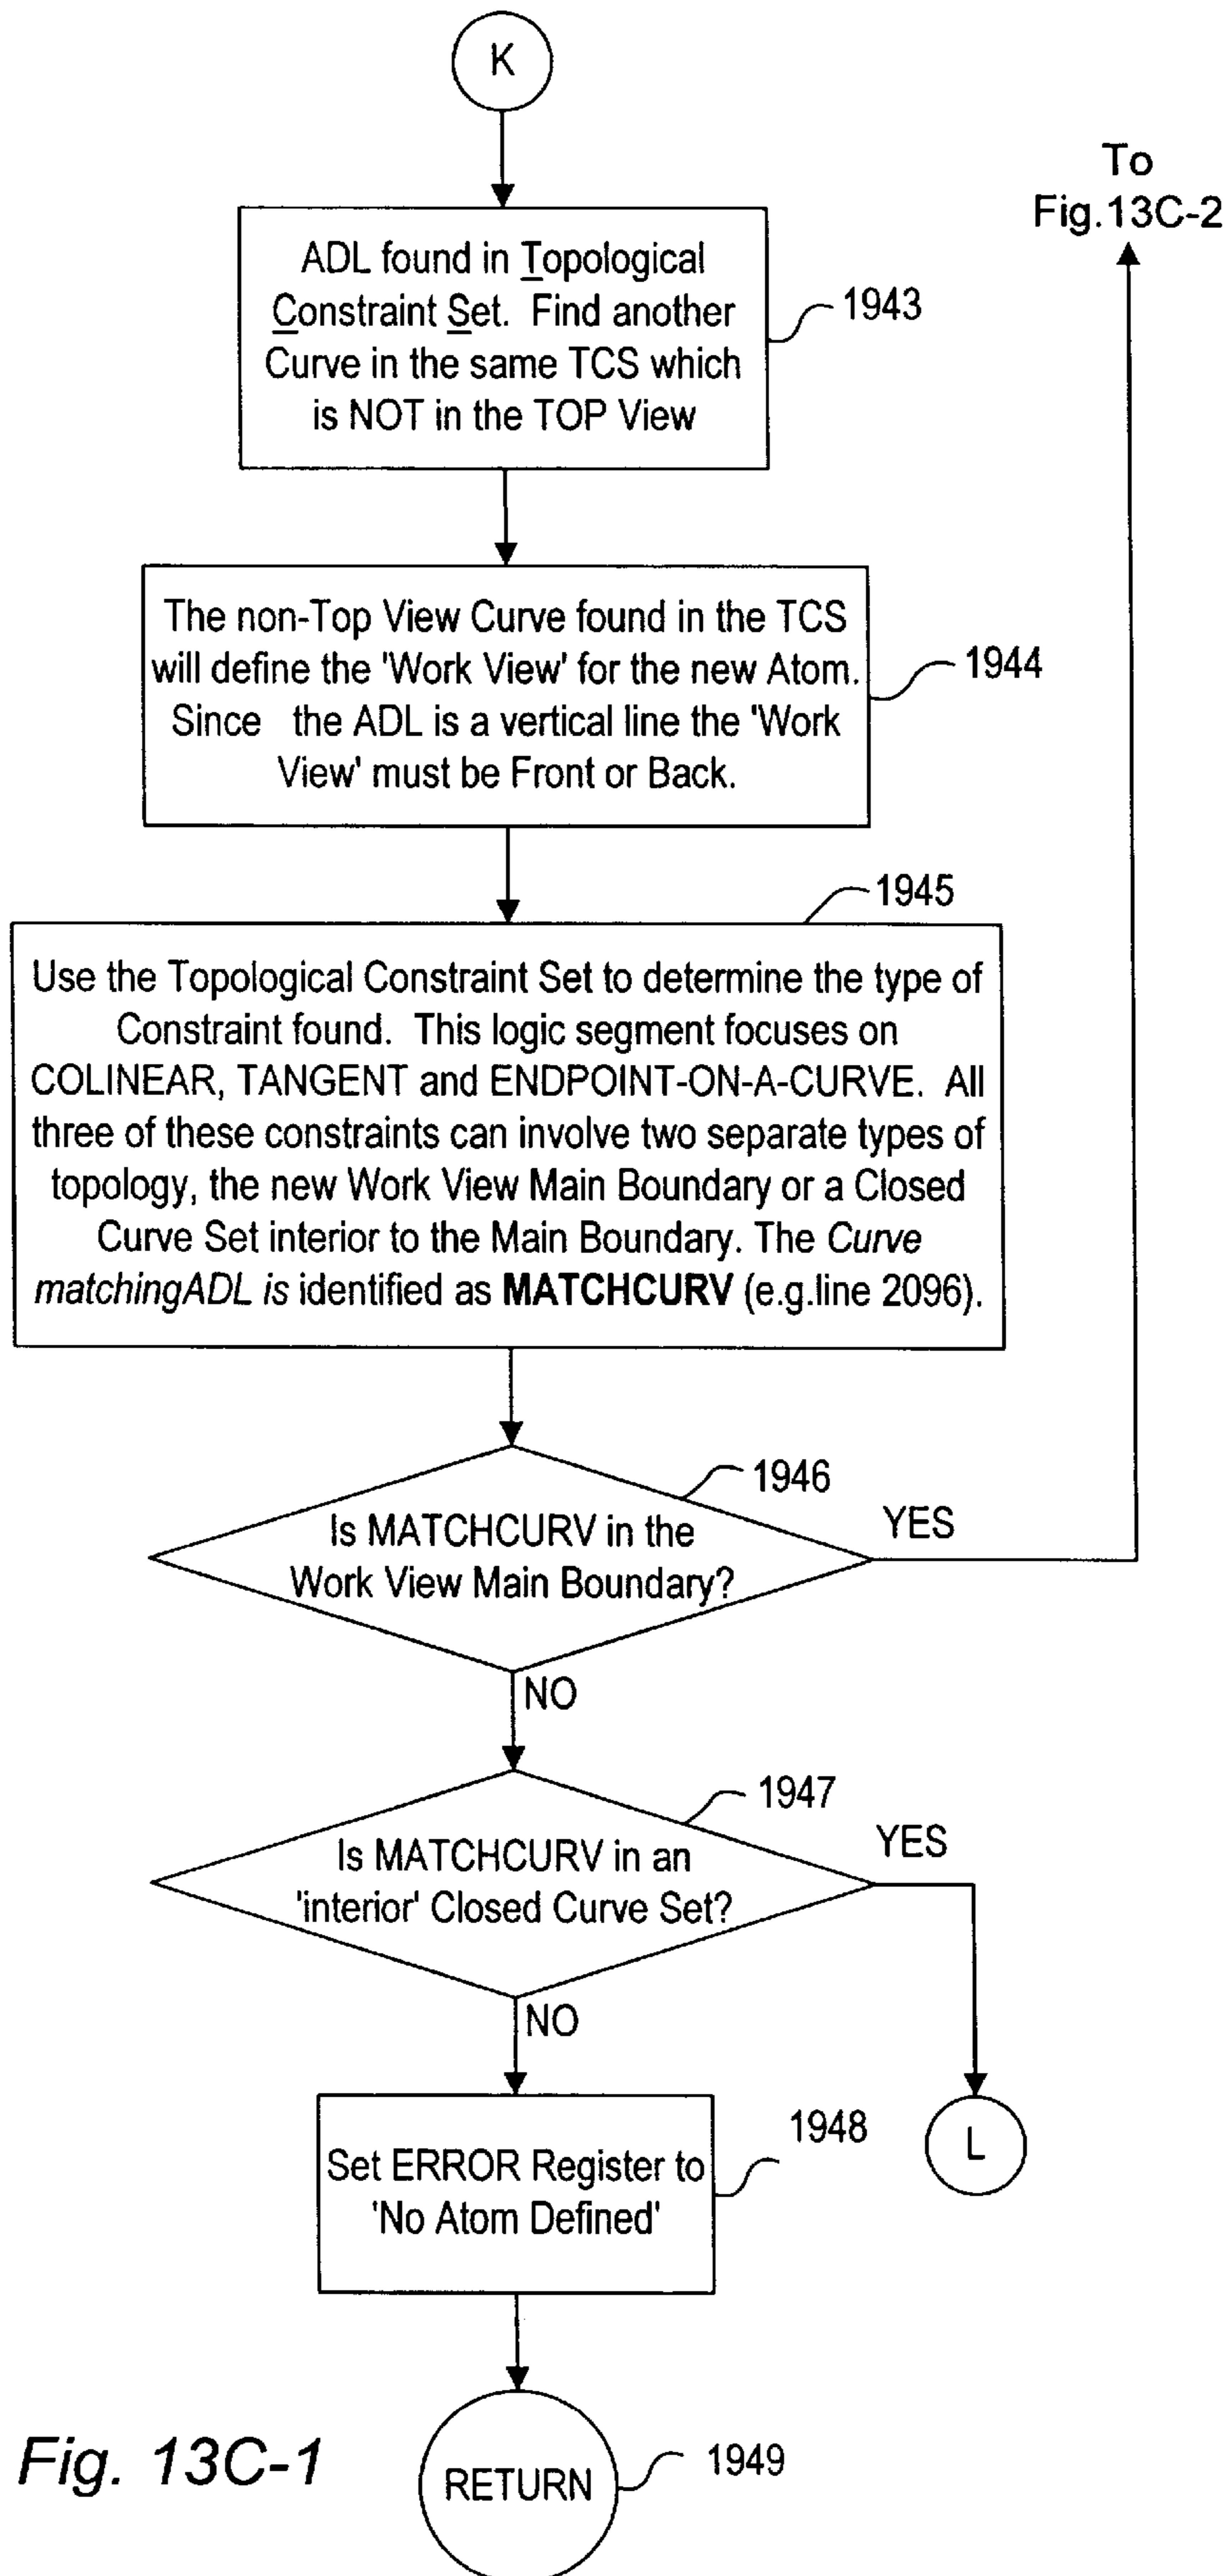 K
To
Fig.13C-2
ADL found in Topological
Constraint Set. Find another
Curve in the same TCS which
is NOT in the TOP View
1943
The non-Top View Curve found in the TCS
will define the 'Work View' for the new Atom.
Since the ADL is a vertical line the 'Work
View' must be Front or Back.
1944
1945
Use the Topological Constraint Set to determine the type of
Constraint found. This logic segment focuses on
COLINEAR, TANGENT and ENDPOINT-ON-A-CURVE. All
three of these constraints can involve two separate types of
topology, the new Work View Main Boundary or a Closed
Curve Set interior to the Main Boundary. The Curve
matchingADL is identified as MATCHCURV (e.g.line 2096).
1946
Is MATCHCURV in the
Work View Main Boundary?
YES
NO
1947
Is MATCHCURV in an
'interior' Closed Curve Set?
YES
NO
Set ERROR Register to
'No Atom Defined'
1948
L
RETURN
1949
Fig. 13C-1